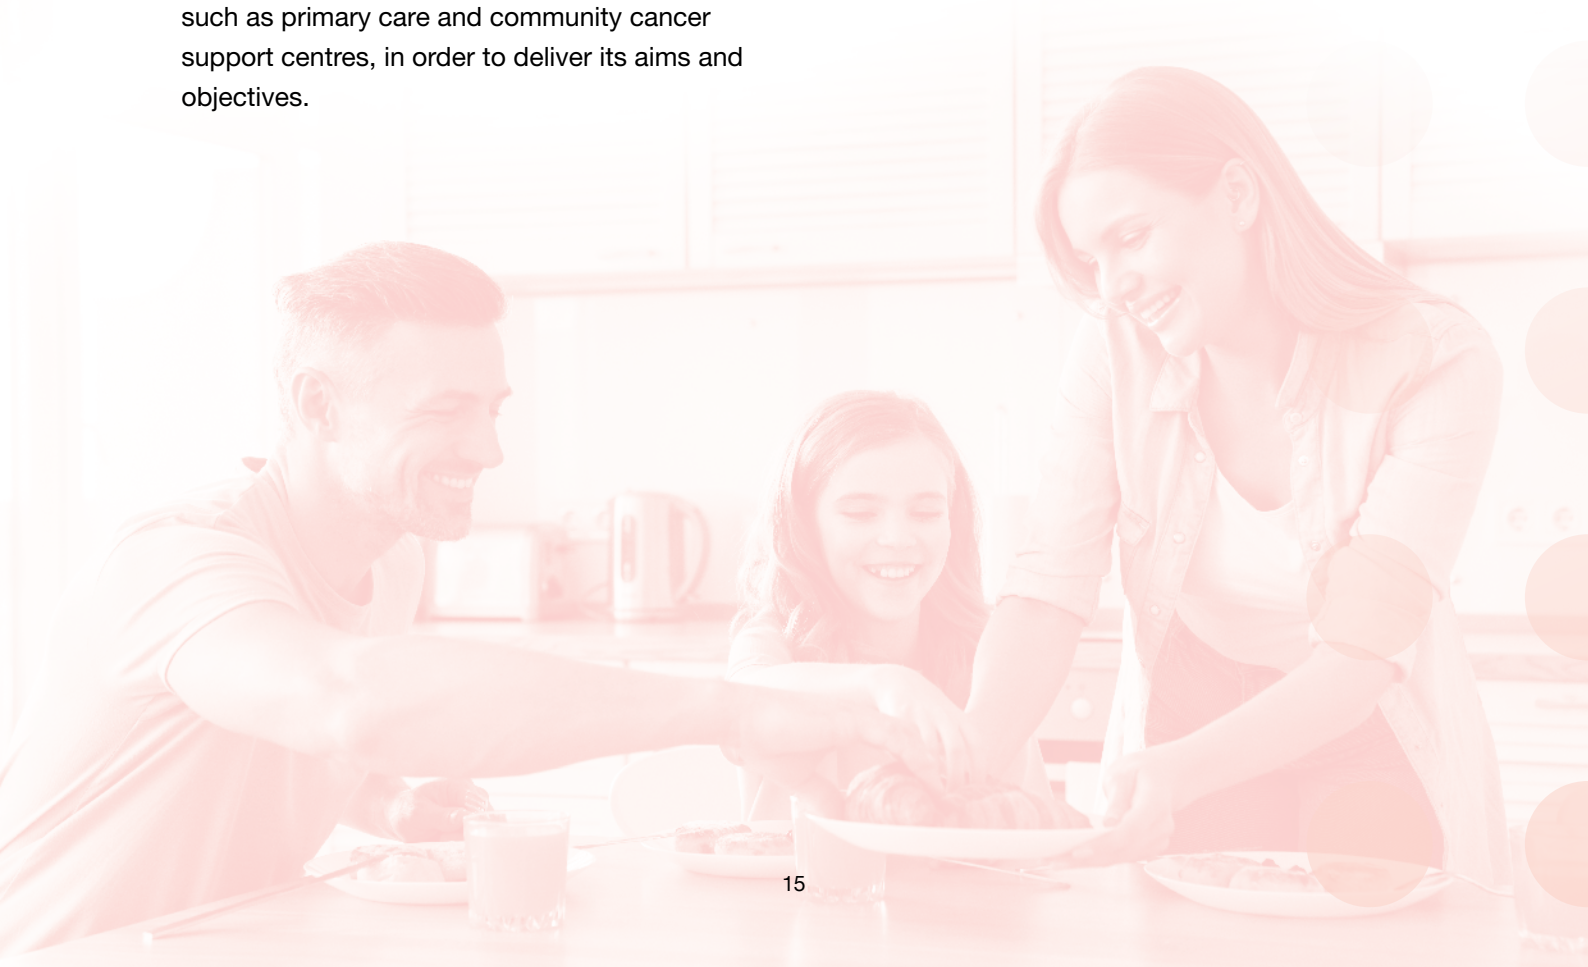 such as primary care and community cancer
support centres, in order to deliver its aims and
objectives.
15